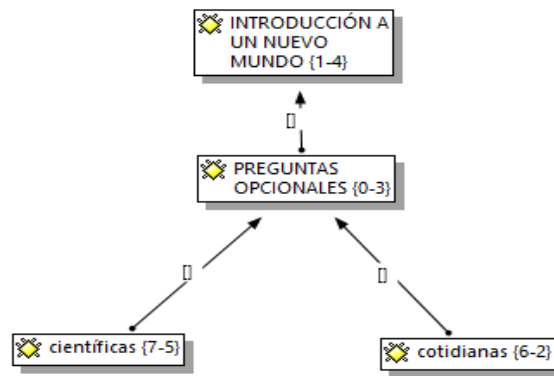 INTRODUCCIÓN A
UN NUEVO
MUNDO {1-4}
[]
PREGUNTAS
OPCIONALES {0-3}
[]
[]
científicas {7-5}
cotidianas {6-2}